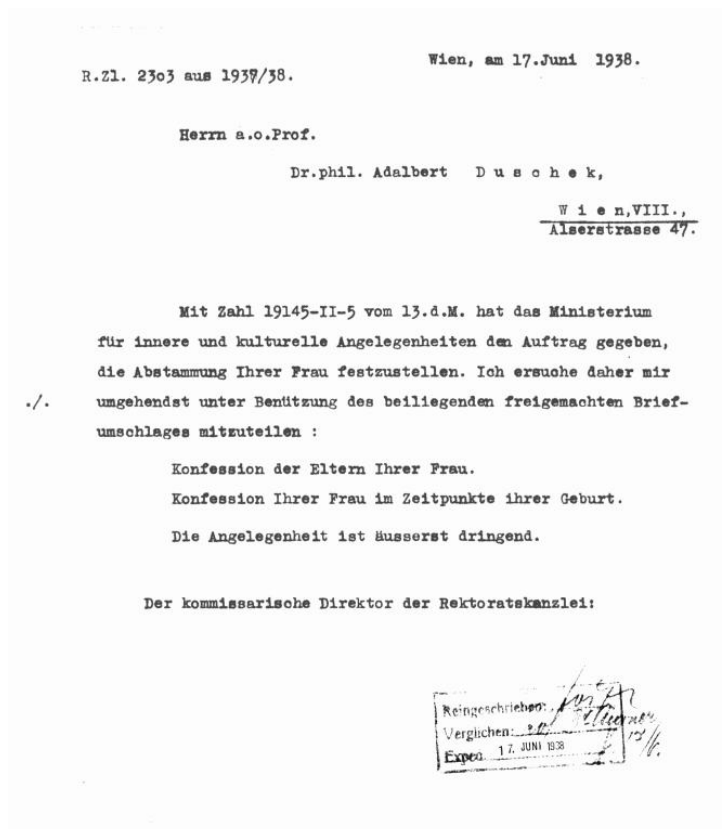 Wien, am 17.Juni 1938.
R.Zl. 23o3 aus 1937/38.
Herrn a.o.Prof.
Dr.phil. Adalbert D u s c h e k,
W i e n,VIII.,
Alserstrasse 47.
Mit Zahl 19145-II-5 vom 13.d.M. hat das Ministerium
für innere und kulturelle Angelegenheiten den Auftrag gegeben,
die Abstammung Ihrer Frau festzustellen. Ich ersuche daher mir
./. umgehendst unter Benützung des beiliegenden freigemachten Brief-
umschlages mitzuteilen :
Konfession der Eltern Ihrer Frau.
Konfession Ihrer Frau im Zeitpunkte ihrer Geburt.
Die Angelegenheit ist äusserst dringend.
Der kommissarische Direktor der Rektoratskanzlei:
Reingeschrieben:
Verglichen:
Exped. 17. JUNI 1938